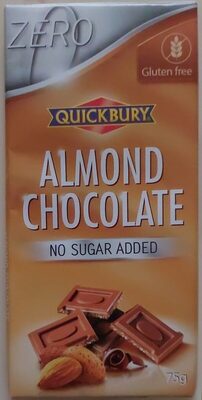 ZERO
Gluten free
QUICKBURY
ALMOND
CHOCOLATE
NO SUGAR ADDED
75g